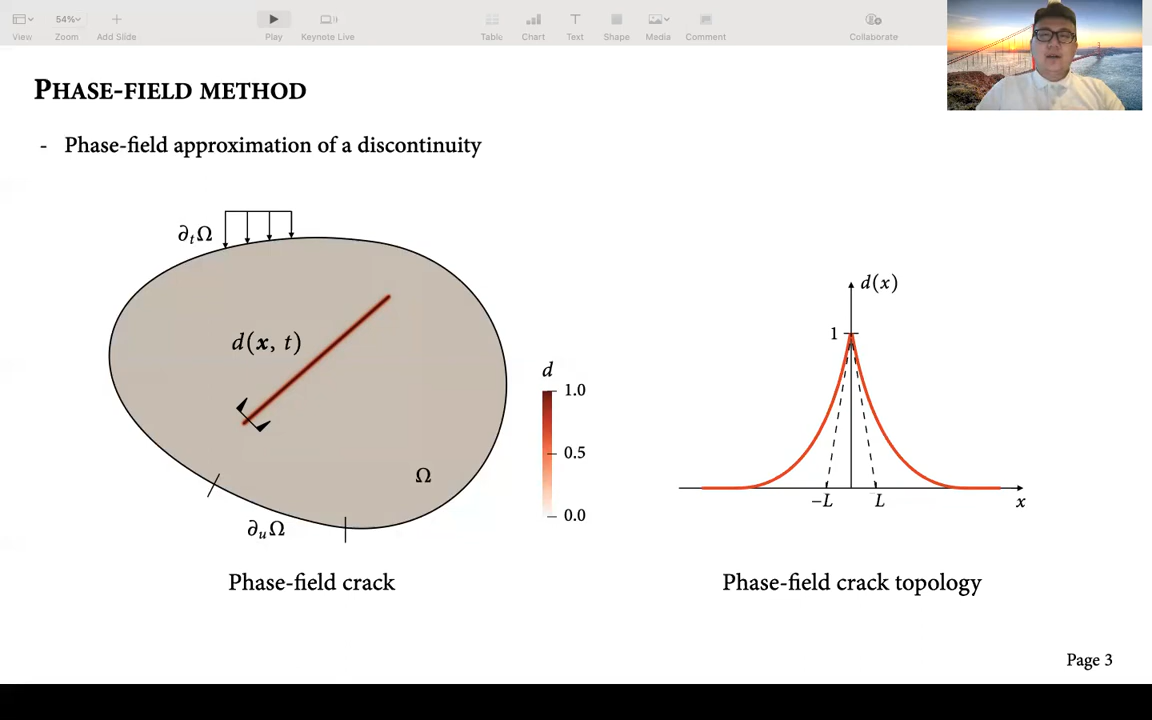 54%
View
Zoom
Add Slide
Play
Keynote Live
Table
Chart
Text
Shape
Media
Comment
Collaborate
PHASE-FIELD METHOD
- Phase-field approximation of a discontinuity
∂ₜΩ
d(x, t)
Ω
∂ᵤΩ
d
1.0
0.5
0.0
Phase-field crack
d(x)
1
−L
L
x
Phase-field crack topology
Page 3